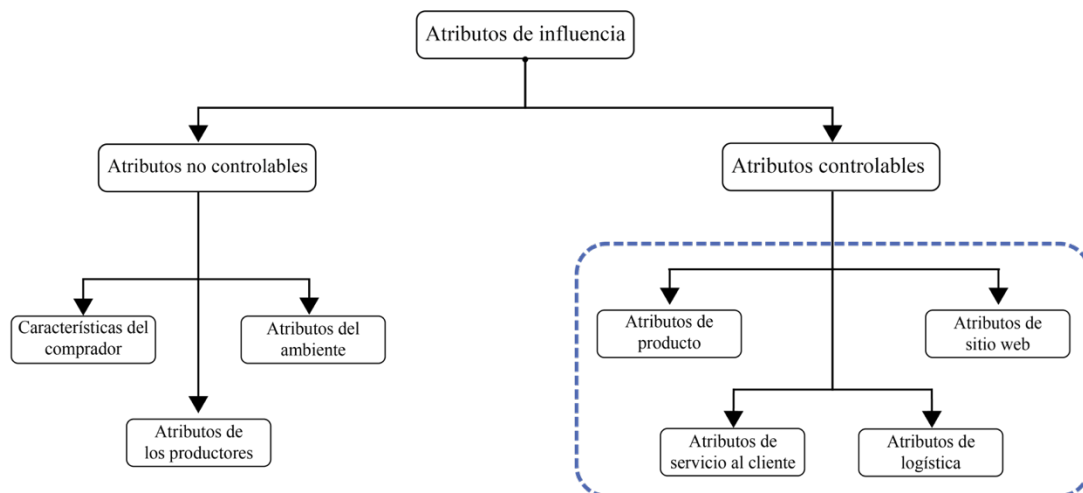 Atributos de influencia
Atributos no controlables
Atributos controlables
Características del
comprador
Atributos del
ambiente
Atributos de
los productores
Atributos de
producto
Atributos de
sitio web
Atributos de
servicio al cliente
Atributos de
logística